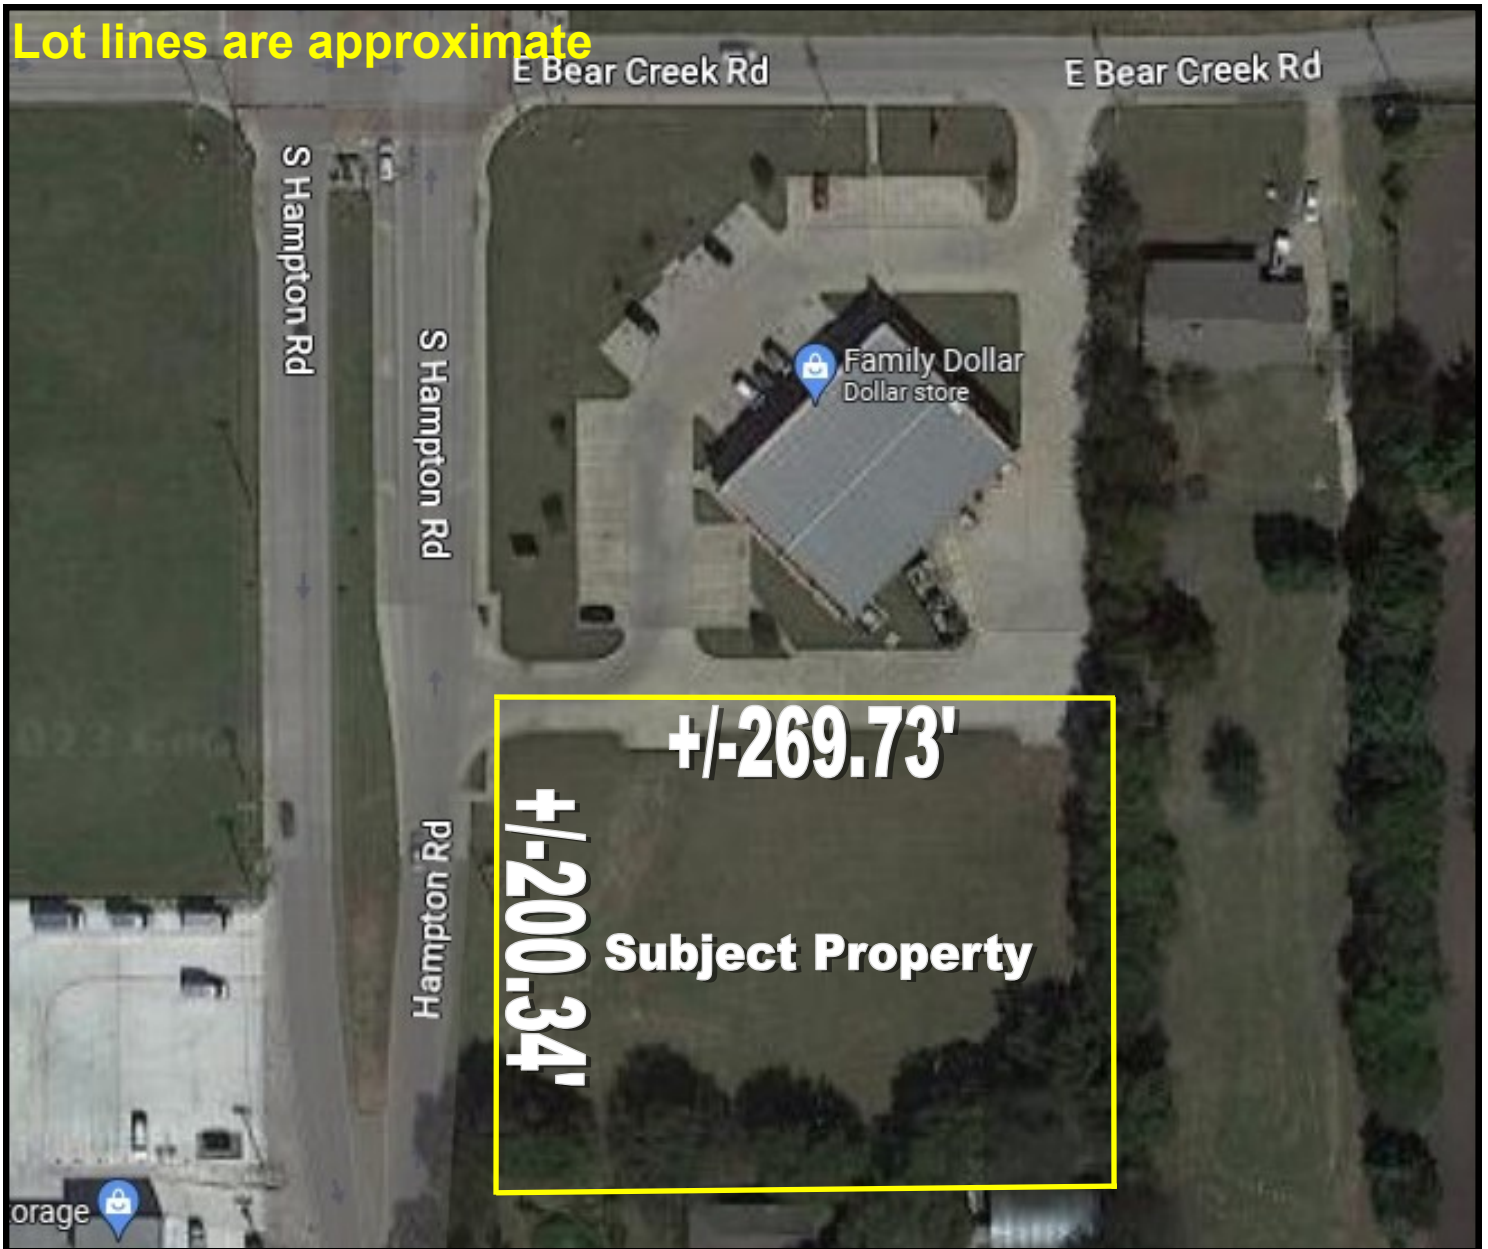 Lot lines are approximate
E Bear Creek Rd
E Bear Creek Rd
S Hampton Rd
S Hampton Rd
Family Dollar
Dollar store
+/-269.73'
+/-200.34'
Hampton Rd
Subject Property
orage